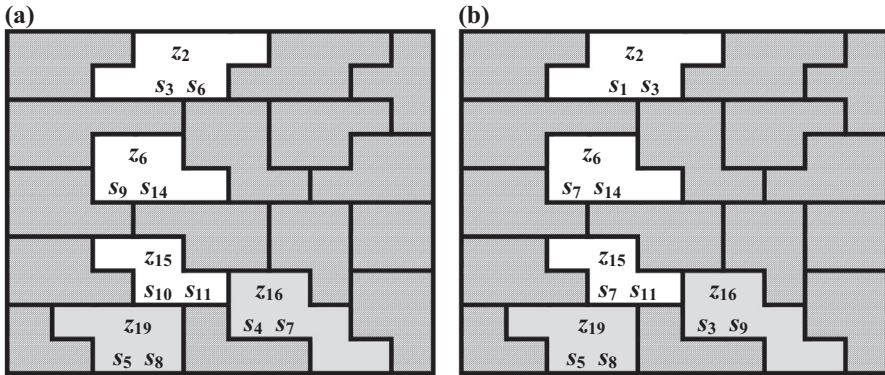 (a)
z₂
s₃ s₆
z₆
s₉ s₁₄
z₁₅
s₁₀ s₁₁
z₁₆
s₄ s₇
z₁₉
s₅ s₈
(b)
z₂
s₁ s₃
z₆
s₇ s₁₄
z₁₅
s₇ s₁₁
z₁₆
s₃ s₉
z₁₉
s₅ s₈